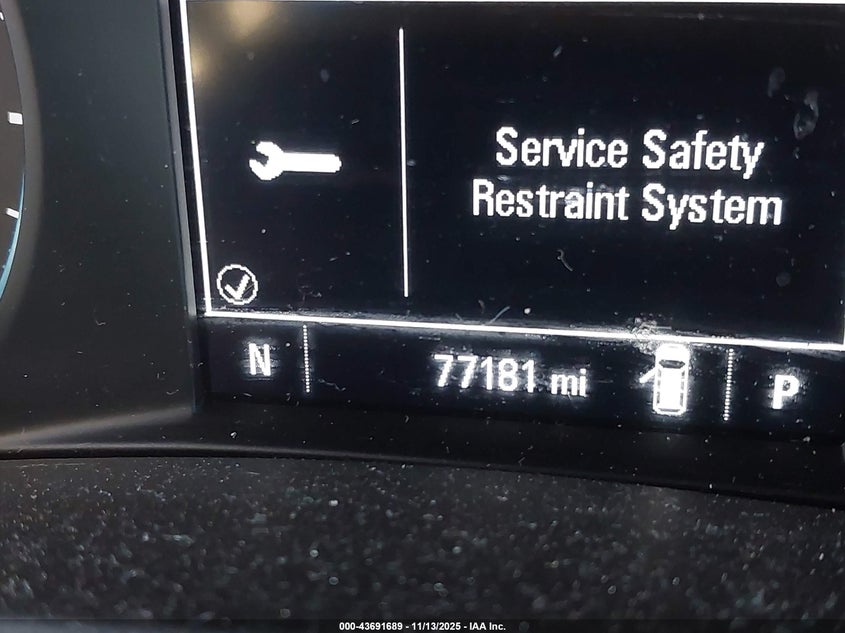 Service Safety
Restraint System
N 77181 mi P
000-43691689 - 11/13/2025 - IAA Inc.